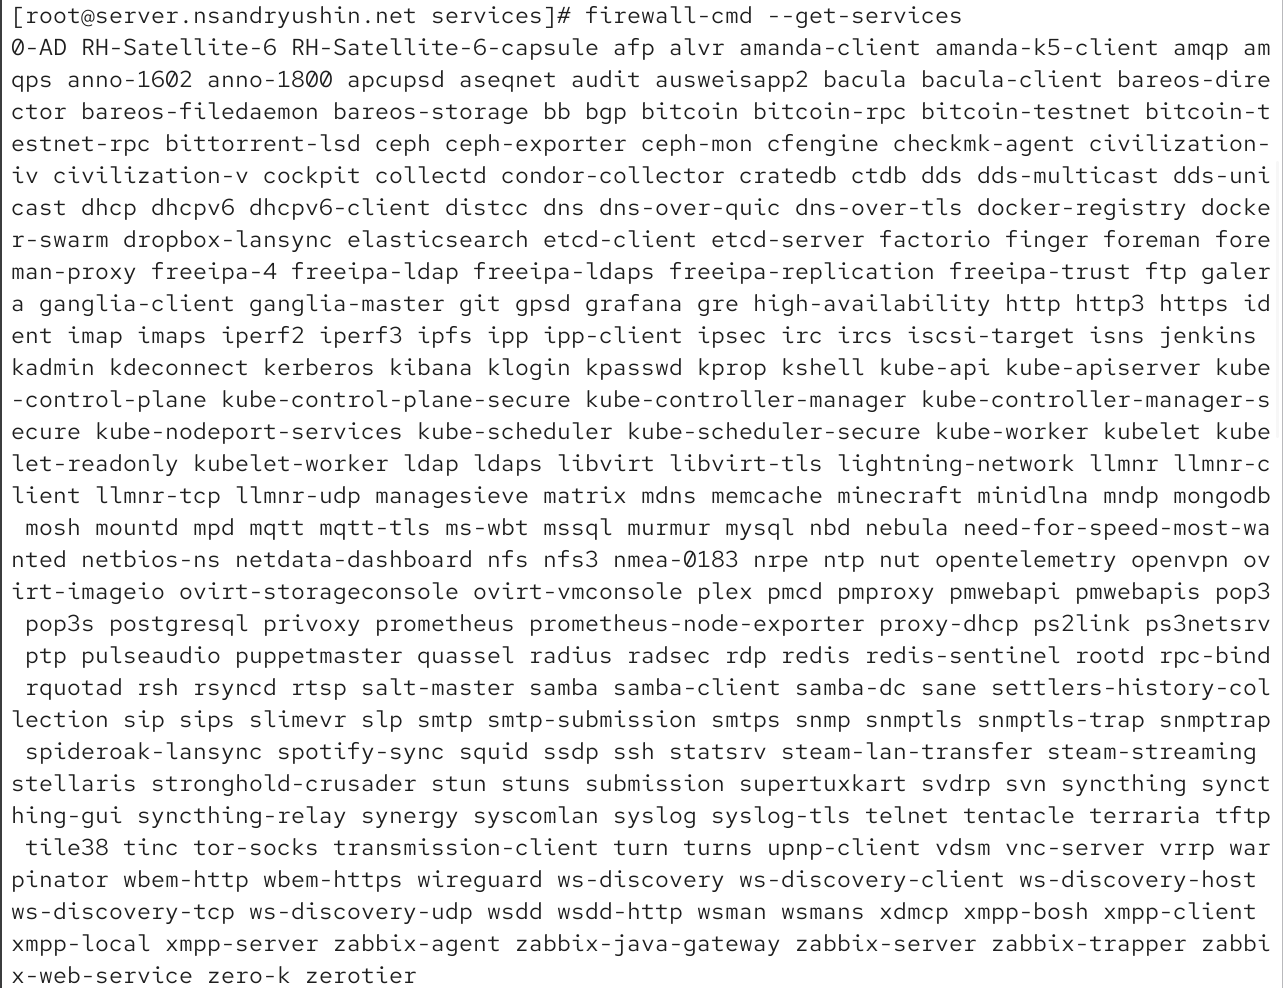 [root@server.nsandryushin.net services]# firewall-cmd --get-services
0-AD RH-Satellite-6 RH-Satellite-6-capsule afp alvr amanda-client amanda-k5-client amqp am
qps anno-1602 anno-1800 apcupsd aseqnet audit ausweisapp2 bacula bacula-client bareos-dire
ctor bareos-filedaemon bareos-storage bb bgp bitcoin bitcoin-rpc bitcoin-testnet bitcoin-t
estnet-rpc bittorrent-lsd ceph ceph-exporter ceph-mon cfengine checkmk-agent civilization-
iv civilization-v cockpit collectd condor-collector cratedb ctdb dds dds-multicast dds-uni
cast dhcp dhcpv6 dhcpv6-client distcc dns dns-over-quic dns-over-tls docker-registry docke
r-swarm dropbox-lansync elasticsearch etcd-client etcd-server factorio finger foreman fore
man-proxy freeipa-4 freeipa-ldap freeipa-ldaps freeipa-replication freeipa-trust ftp galer
a ganglia-client ganglia-master git gpsd grafana gre high-availability http http3 https id
ent imap imaps iperf2 iperf3 ipfs ipp ipp-client ipsec irc ircs iscsi-target isns jenkins
kadmin kdeconnect kerberos kibana klogin kpasswd kprop kshell kube-api kube-apiserver kube
-control-plane kube-control-plane-secure kube-controller-manager kube-controller-manager-s
ecure kube-nodeport-services kube-scheduler kube-scheduler-secure kube-worker kubelet kube
let-readonly kubelet-worker ldap ldaps libvirt libvirt-tls lightning-network llmnr llmnr-c
lient llmnr-tcp llmnr-udp managesieve matrix mdns memcache minecraft minidlna mndp mongodb
 mosh mountd mpd mqtt mqtt-tls ms-wbt mssql murmur mysql nbd nebula need-for-speed-most-wa
nted netbios-ns netdata-dashboard nfs nfs3 nmea-0183 nrpe ntp nut opentelemetry openvpn ov
irt-imageio ovirt-storageconsole ovirt-vmconsole plex pmcd pmproxy pmwebapi pmwebapis pop3
 pop3s postgresql privoxy prometheus prometheus-node-exporter proxy-dhcp ps2link ps3netsrv
 ptp pulseaudio puppetmaster quassel radius radsec rdp redis redis-sentinel rootd rpc-bind
 rquotad rsh rsyncd rtsp salt-master samba samba-client samba-dc sane settlers-history-col
lection sip sips slimevr slp smtp smtp-submission smtps snmp snmptls snmptls-trap snmptrap
 spideroak-lansync spotify-sync squid ssdp ssh statsrv steam-lan-transfer steam-streaming
stellaris stronghold-crusader stun stuns submission supertuxkart svdrp svn syncthing synct
hing-gui syncthing-relay synergy syscomlan syslog syslog-tls telnet tentacle terraria tftp
 tile38 tinc tor-socks transmission-client turn turns upnp-client vdsm vnc-server vrrp war
pinator wbem-http wbem-https wireguard ws-discovery ws-discovery-client ws-discovery-host
ws-discovery-tcp ws-discovery-udp wsdd wsdd-http wsman wsmans xdmcp xmpp-bosh xmpp-client
xmpp-local xmpp-server zabbix-agent zabbix-java-gateway zabbix-server zabbix-trapper zabbi
x-web-service zero-k zerotier